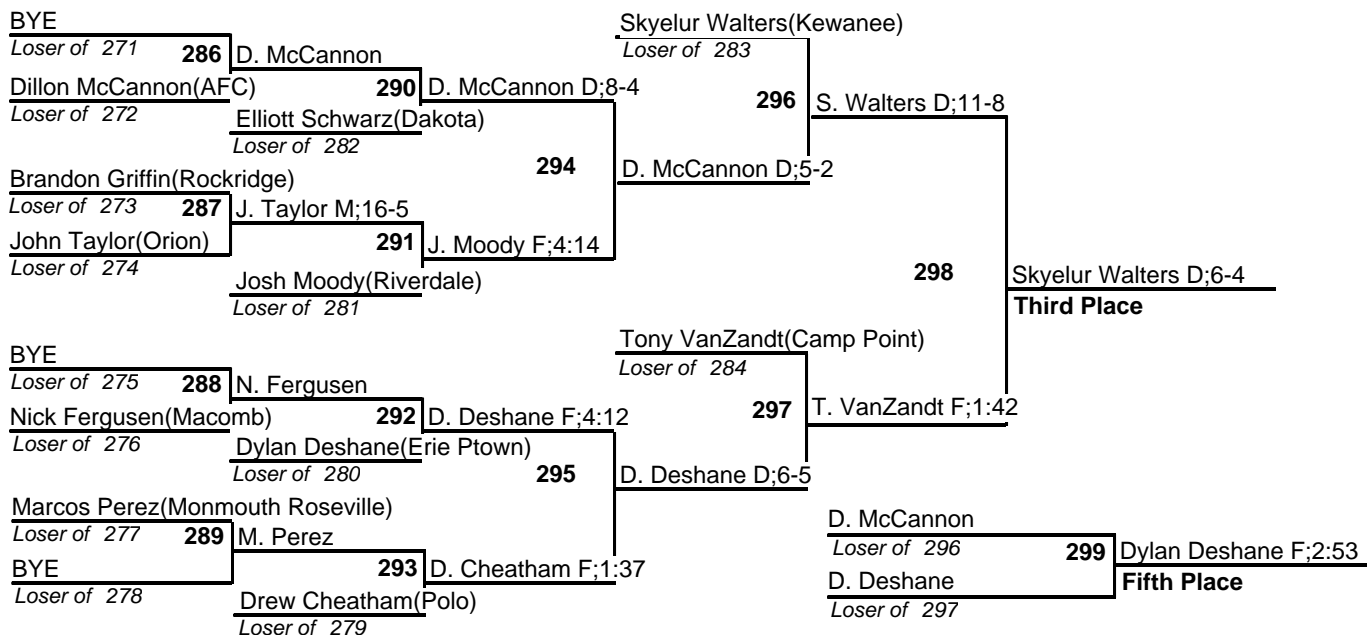 BYE
Loser of 271
286
D. McCannon
Dillon McCannon(AFC)
Loser of 272
290
D. McCannon D;8-4
Elliott Schwarz(Dakota)
Loser of 282
Brandon Griffin(Rockridge)
Loser of 273
287
J. Taylor M;16-5
John Taylor(Orion)
Loser of 274
291
J. Moody F;4:14
Josh Moody(Riverdale)
Loser of 281
294
D. McCannon D;5-2
Skyelur Walters(Kewanee)
Loser of 283
296
S. Walters D;11-8
298
Skyelur Walters D;6-4
Third Place
BYE
Loser of 275
288
N. Fergusen
Nick Fergusen(Macomb)
Loser of 276
292
D. Deshane F;4:12
Dylan Deshane(Erie Ptown)
Loser of 280
Marcos Perez(Monmouth Roseville)
Loser of 277
289
M. Perez
BYE
Loser of 278
293
D. Cheatham F;1:37
Drew Cheatham(Polo)
Loser of 279
295
D. Deshane D;6-5
Tony VanZandt(Camp Point)
Loser of 284
297
T. VanZandt F;1:42
D. McCannon
Loser of 296
299
Dylan Deshane F;2:53
D. Deshane
Fifth Place
Loser of 297